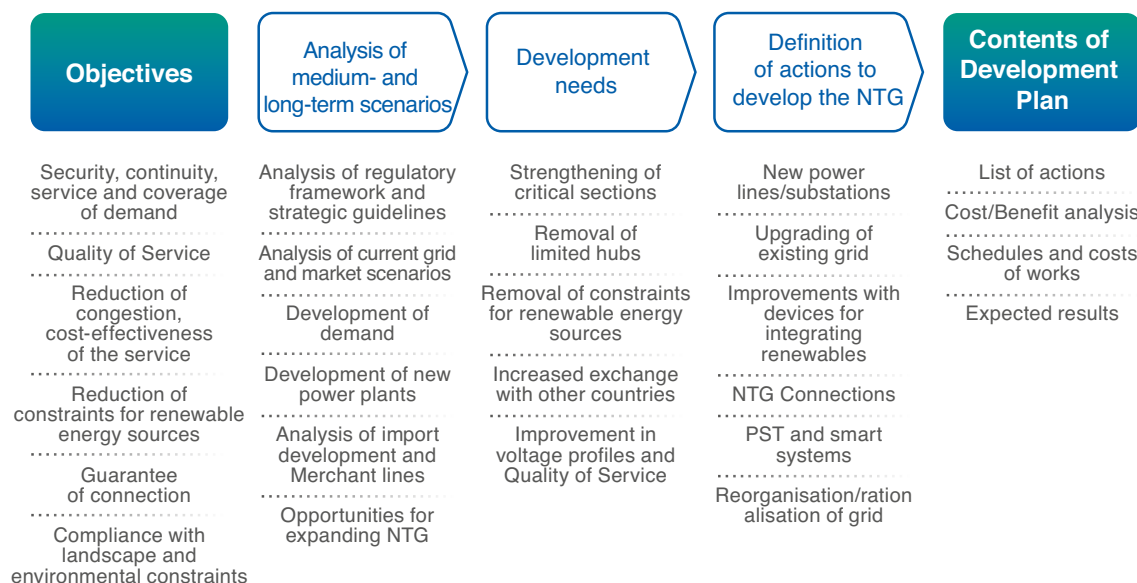 Objectives
Analysis of
medium- and
long-term scenarios
Development
needs
Definition
of actions to
develop the NTG
Contents of
Development
Plan
Security, continuity,
service and coverage
of demand
Quality of Service
Reduction of
congestion,
cost-effectiveness
of the service
Reduction of
constraints for renewable
energy sources
Guarantee
of connection
Compliance with
landscape and
environmental constraints
Analysis of regulatory
framework and
strategic guidelines
Analysis of current grid
and market scenarios
Development of
demand
Development of new
power plants
Analysis of import
development and
Merchant lines
Opportunities for
expanding NTG
Strengthening of
critical sections
Removal of
limited hubs
Removal of constraints
for renewable energy
sources
Increased exchange
with other countries
Improvement in
voltage profiles and
Quality of Service
New power
lines/substations
Upgrading of
existing grid
Improvements with
devices for
integrating
renewables
NTG Connections
PST and smart
systems
Reorganisation/ration
alisation of grid
List of actions
Cost/Benefit analysis
Schedules and costs
of works
Expected results